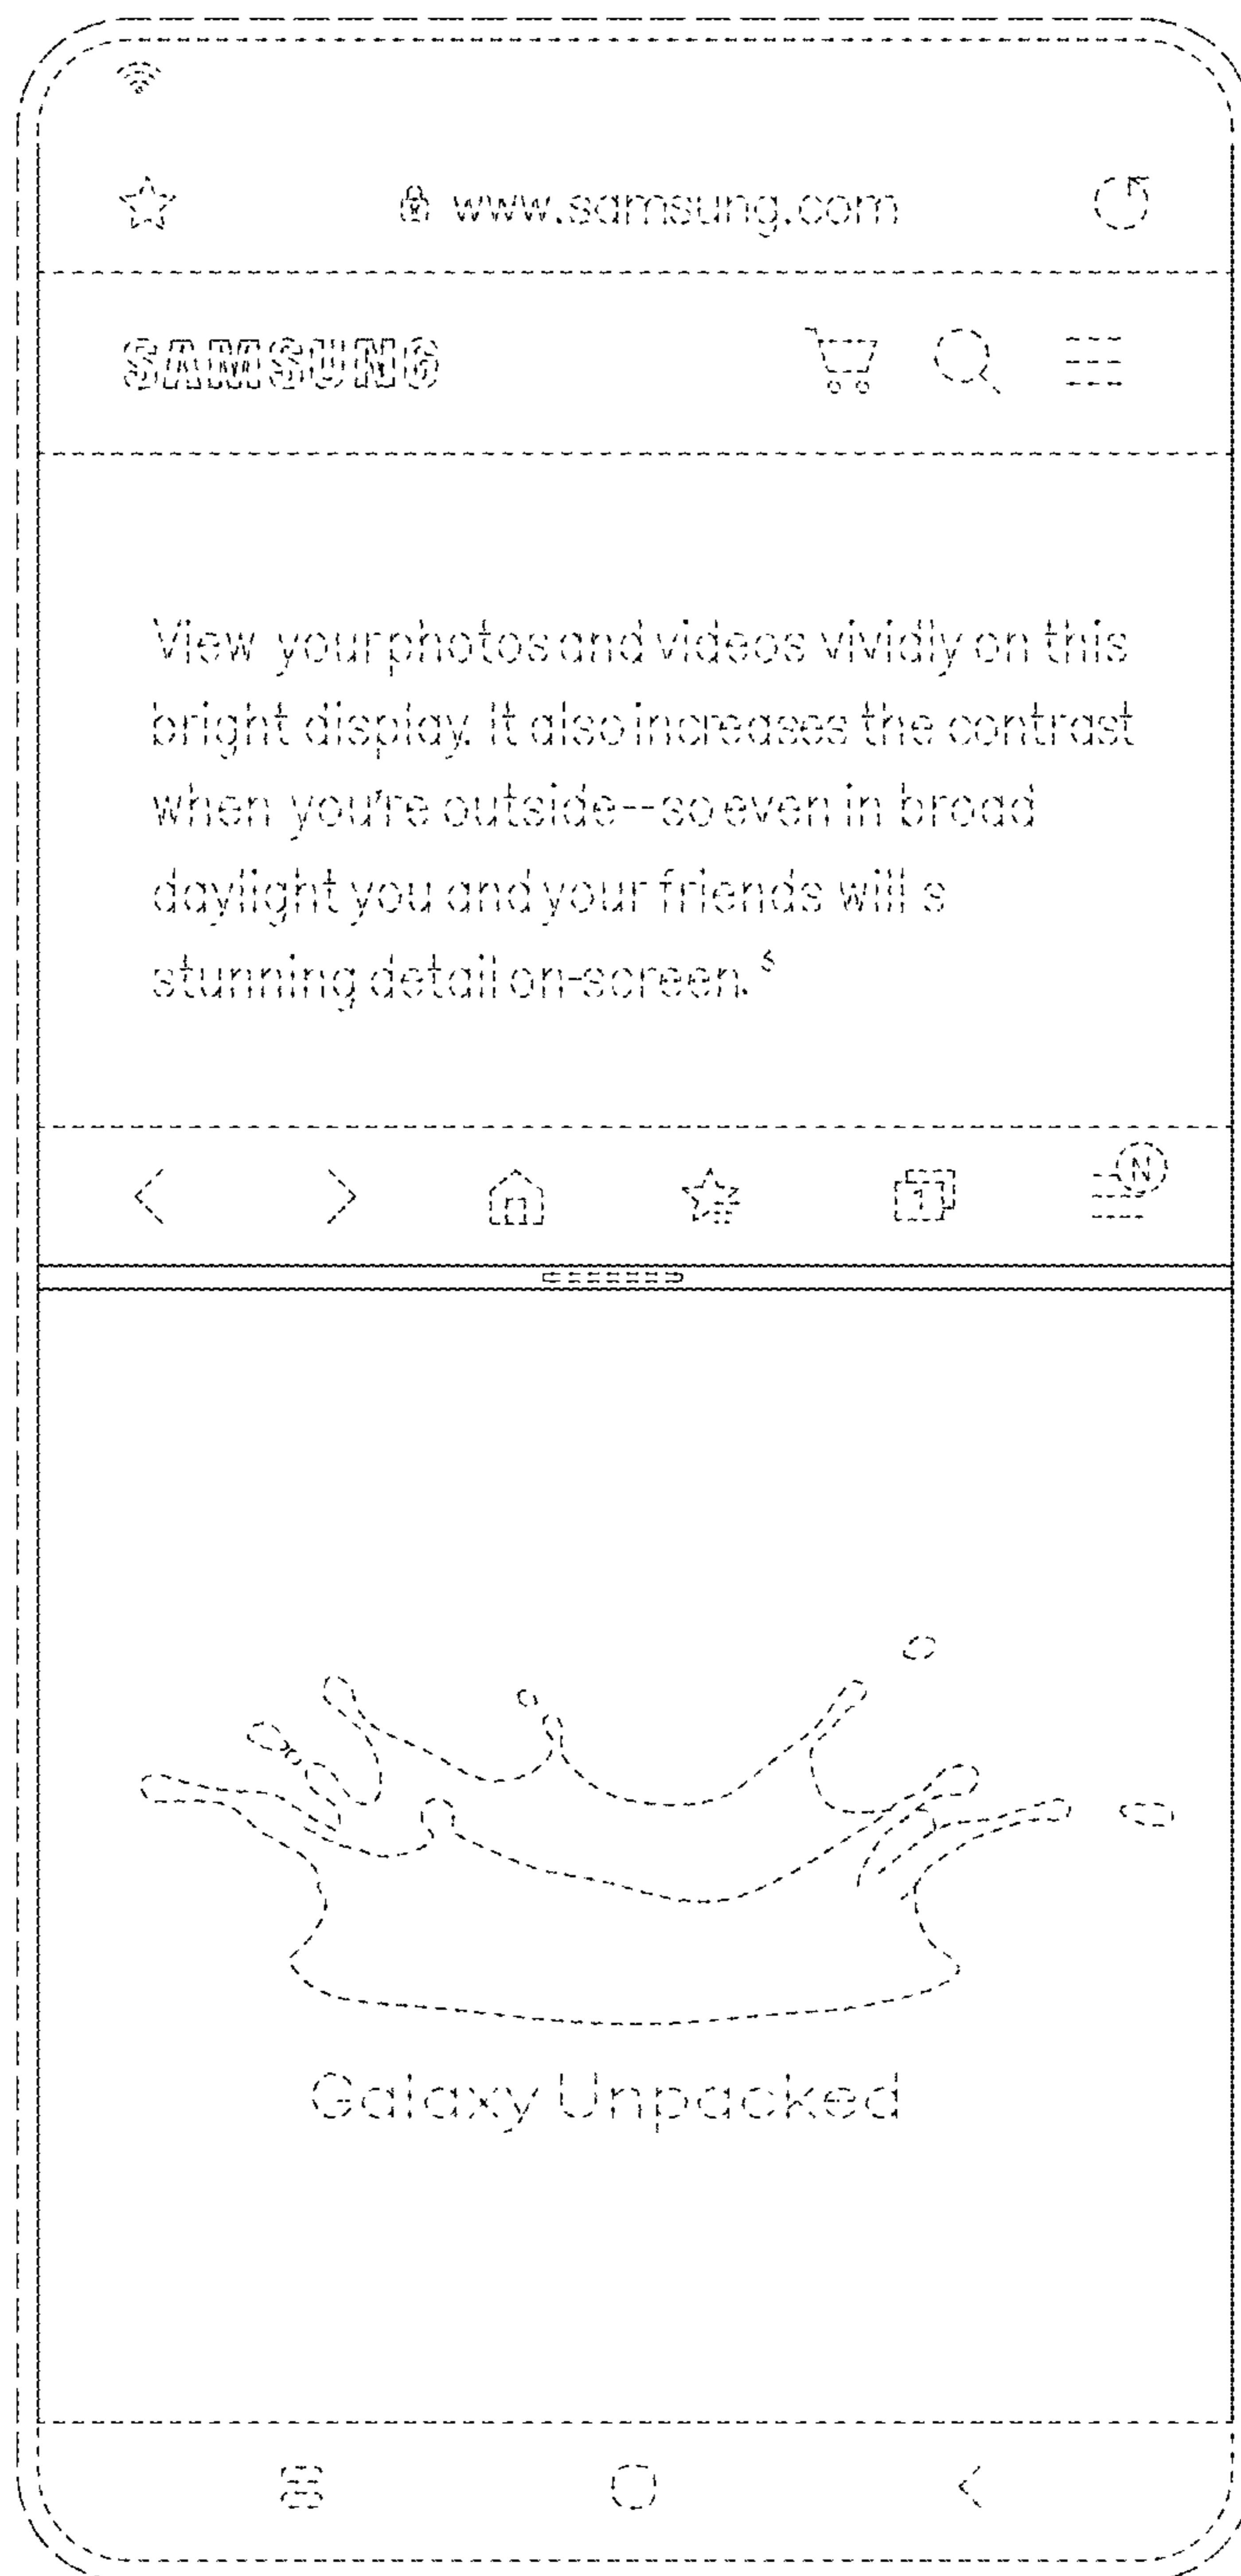 www.samsung.com
SAMSUNG
View your photos and videos vividly on this
bright display. It also increases the contrast
when you're outside--so even in broad
daylight you and your friends will s
stunning detail on-screen.⁵
N
1
Galaxy Unpacked